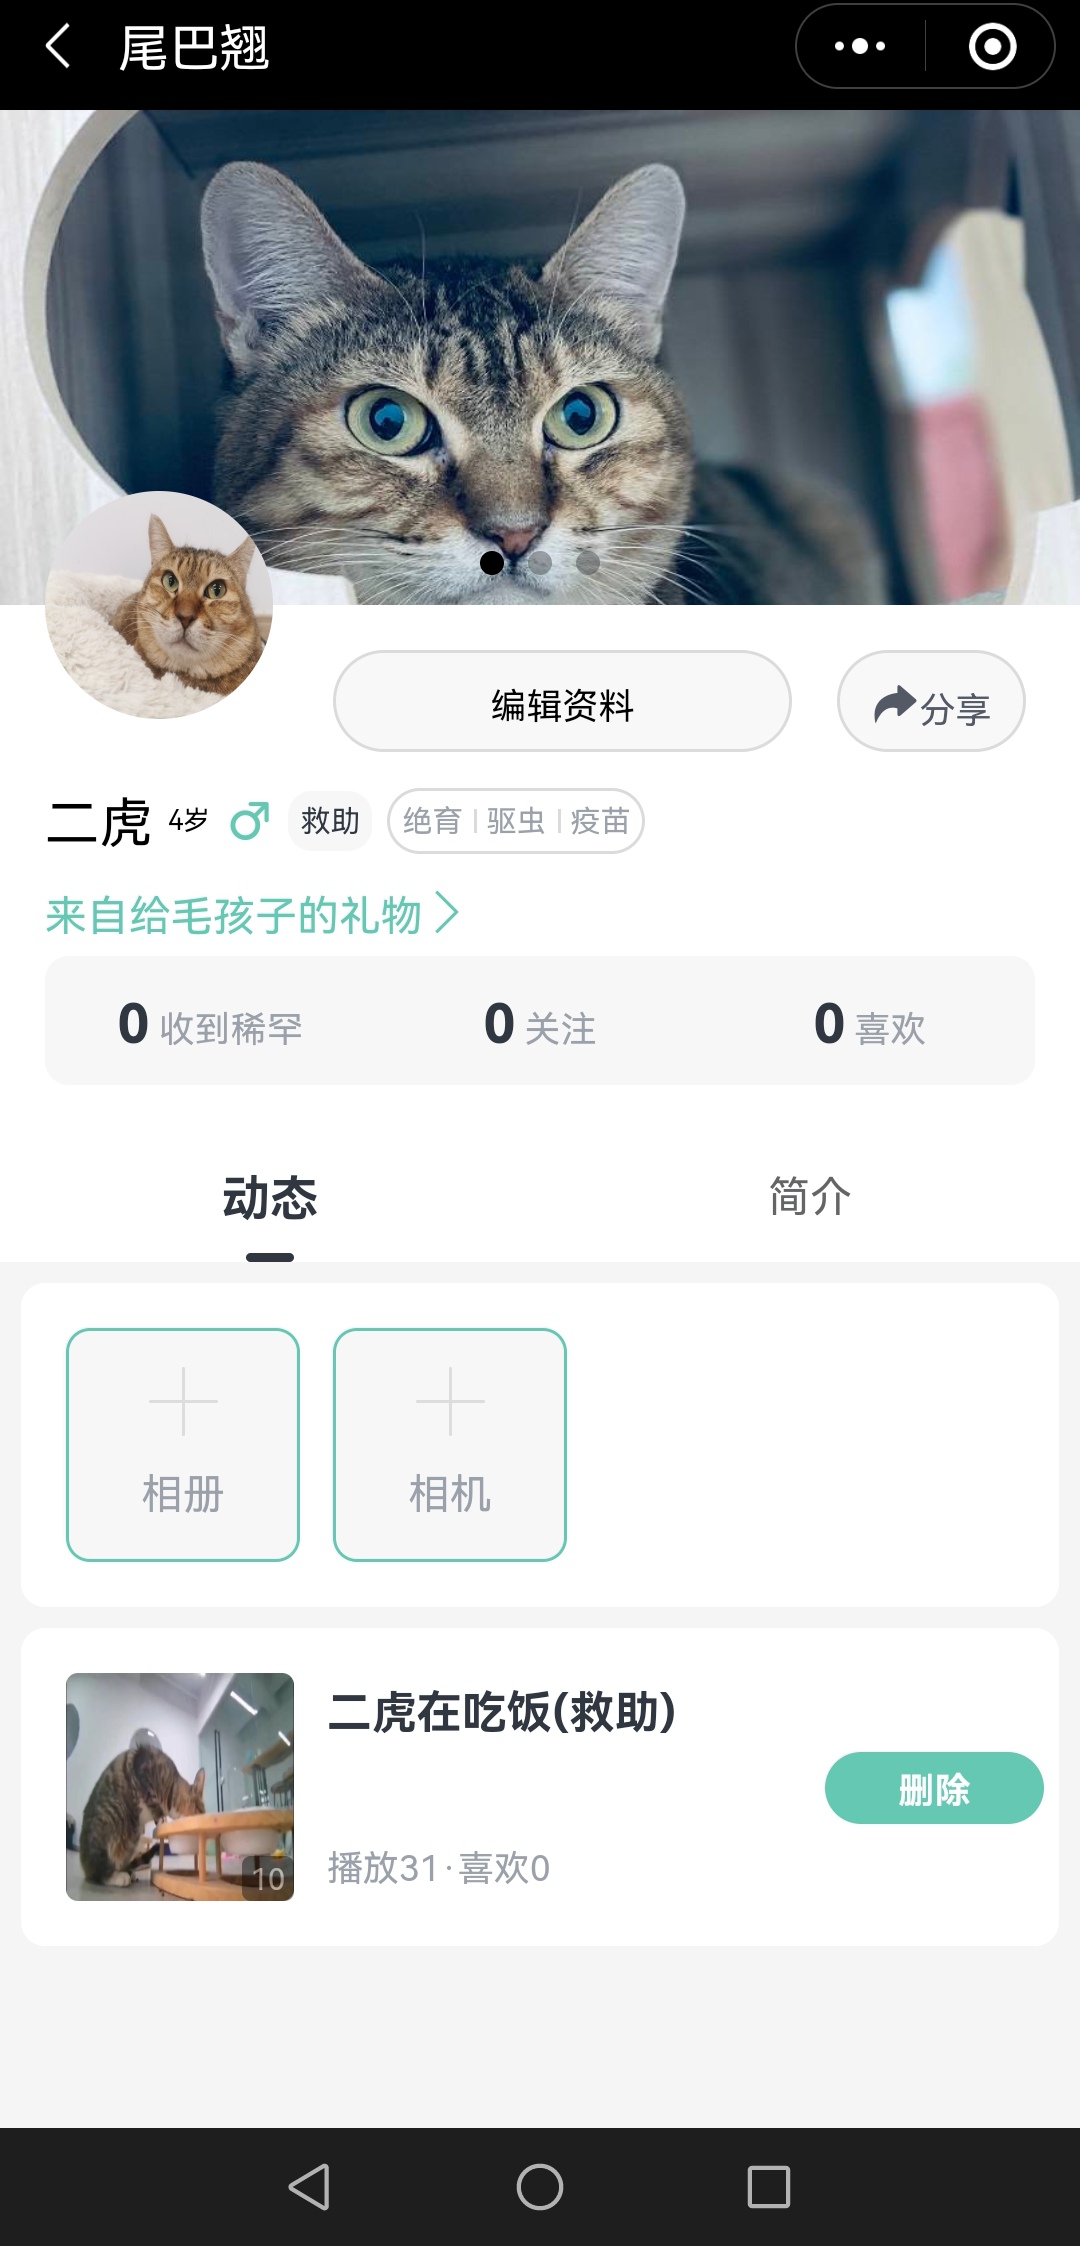 尾巴翘
编辑资料
分享
二虎 4岁 救助 绝育 | 驱虫 | 疫苗
来自给毛孩子的礼物
0 收到稀罕 0 关注 0 喜欢
动态 简介
相册 相机
二虎在吃饭(救助)
删除
10
播放31·喜欢0